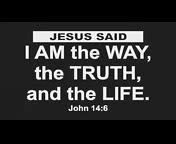 JESUS SAID
I AM the WAY,
the TRUTH,
and the LIFE.
John 14:6